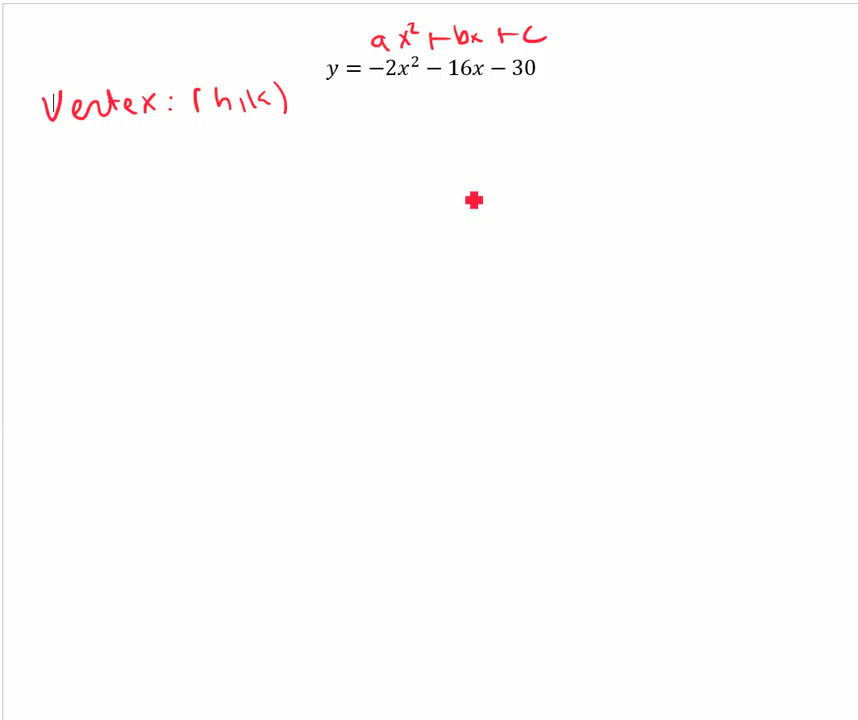 ax² + bx + c
y = −2x² − 16x − 30
Vertex: (h,k)